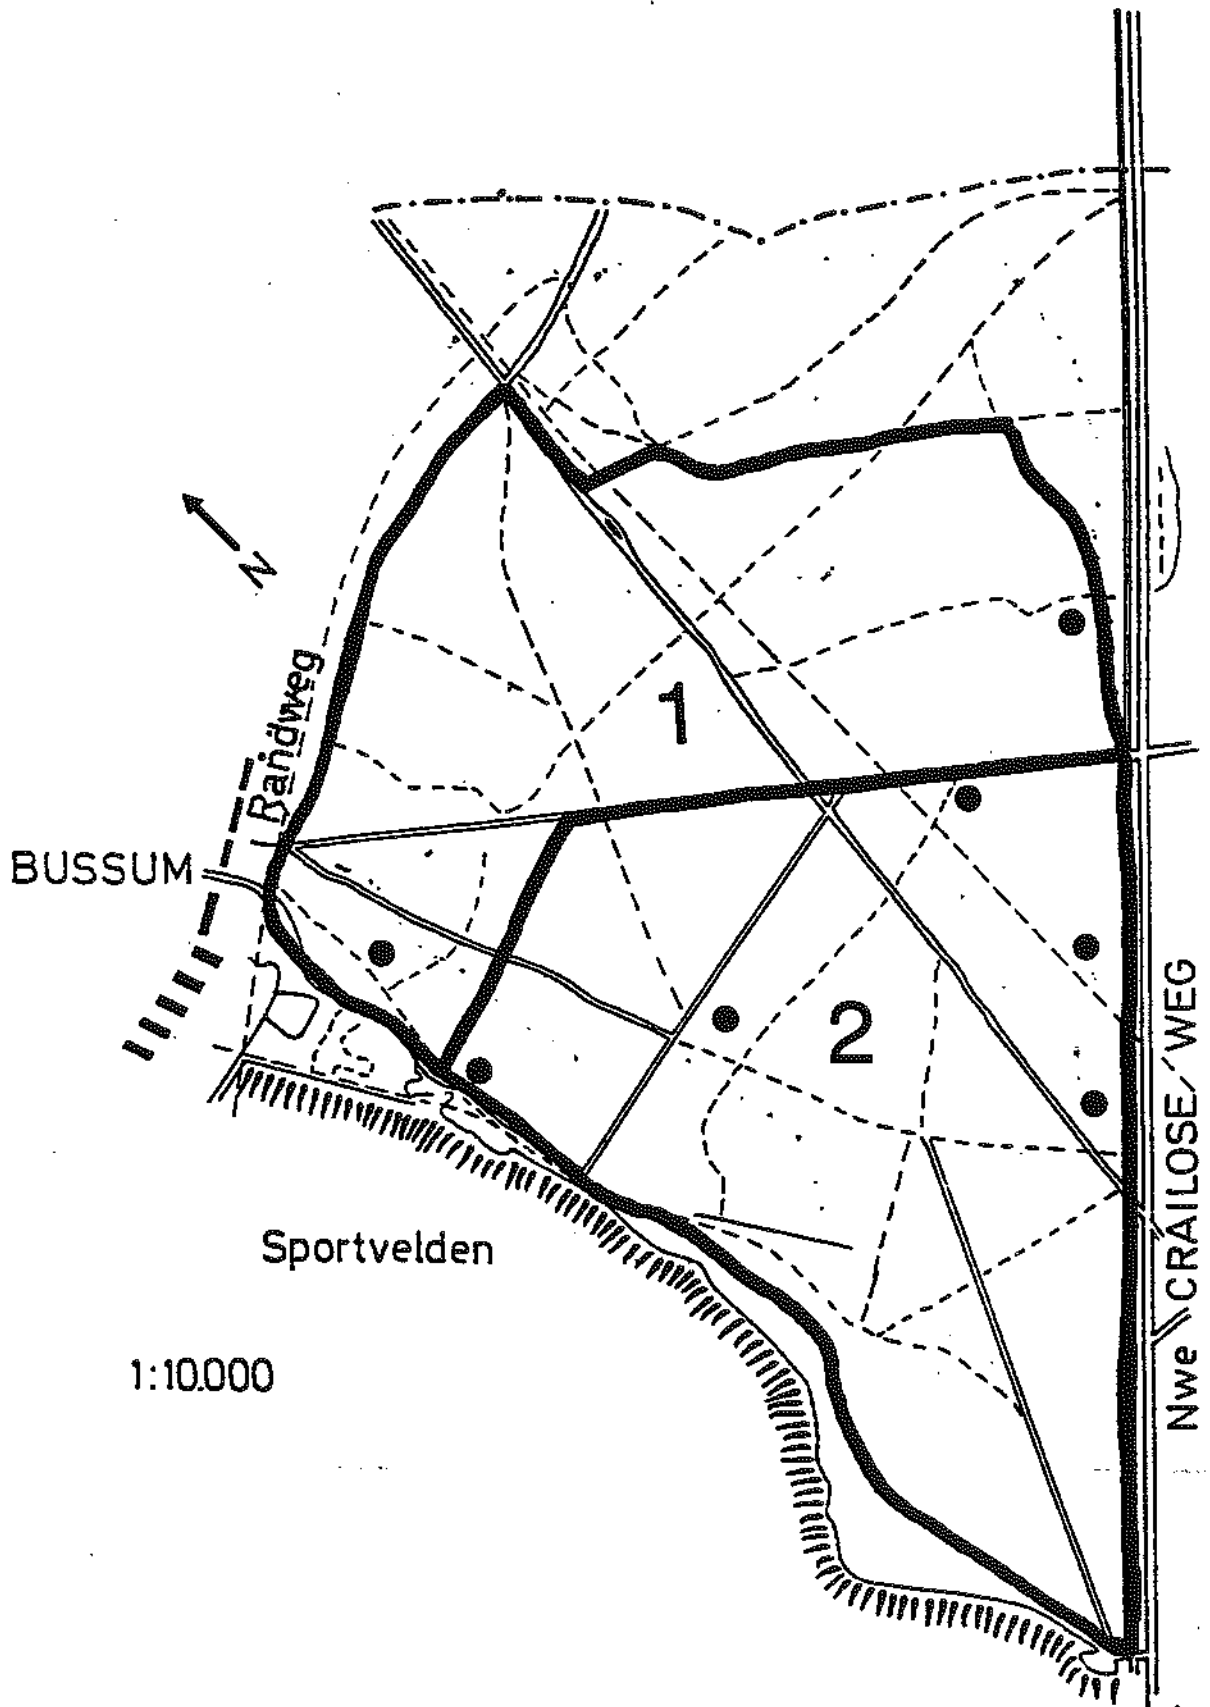 N
Randweg
1
BUSSUM
2
Nwe CRAILOSE WEG
Sportvelden
1:10.000